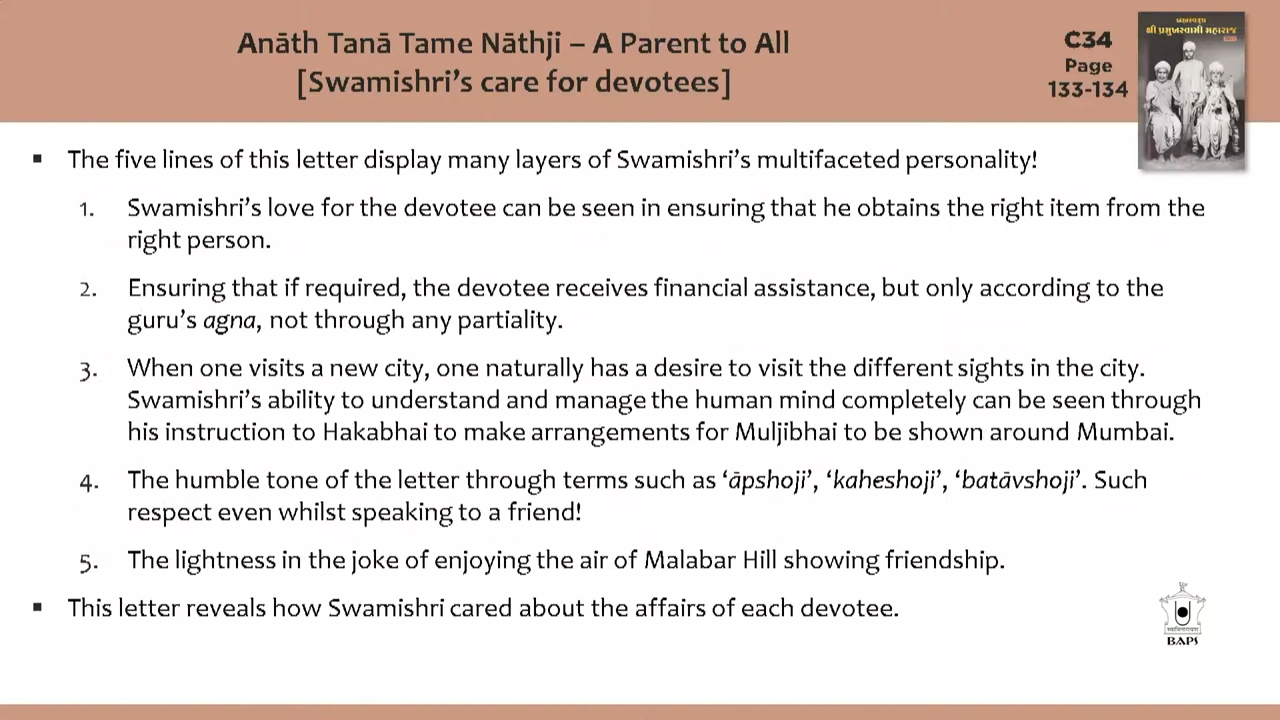 Anāth Tanā Tame Nāthji – A Parent to All
[Swamishri's care for devotees]
C34
Page
133-134
બ્રહ્મસ્વરૂપ
શ્રી પ્રમુખસ્વામી મહારાજ
▪ The five lines of this letter display many layers of Swamishri's multifaceted personality!
1. Swamishri's love for the devotee can be seen in ensuring that he obtains the right item from the
right person.
2. Ensuring that if required, the devotee receives financial assistance, but only according to the
guru's agna, not through any partiality.
3. When one visits a new city, one naturally has a desire to visit the different sights in the city.
Swamishri's ability to understand and manage the human mind completely can be seen through
his instruction to Hakabhai to make arrangements for Muljibhai to be shown around Mumbai.
4. The humble tone of the letter through terms such as 'āpshoji', 'kaheshoji', 'batāvshoji'. Such
respect even whilst speaking to a friend!
5. The lightness in the joke of enjoying the air of Malabar Hill showing friendship.
▪ This letter reveals how Swamishri cared about the affairs of each devotee.
स्वामिनारायण
BAPS